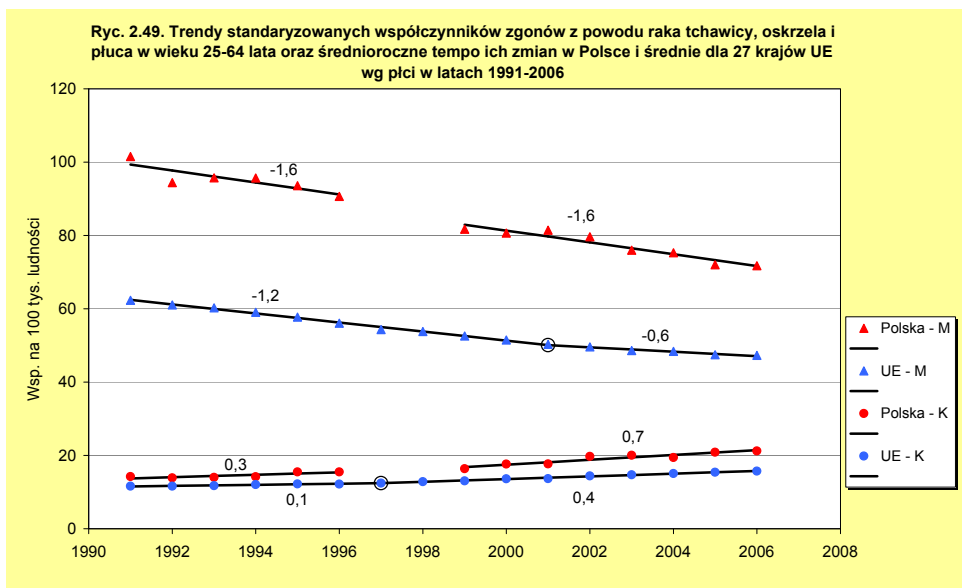 Ryc. 2.49. Trendy standaryzowanych współczynników zgonów z powodu raka tchawicy, oskrzela i
płuca w wieku 25-64 lata oraz średnioroczne tempo ich zmian w Polsce i średnie dla 27 krajów UE
wg płci w latach 1991-2006
Wsp. na 100 tys. ludności
120
100
80
60
40
20
0
-1,6
-1,6
-1,2
-0,6
0,3
0,7
0,1
0,4
1990 1992 1994 1996 1998 2000 2002 2004 2006 2008
Polska - M
UE - M
Polska - K
UE - K